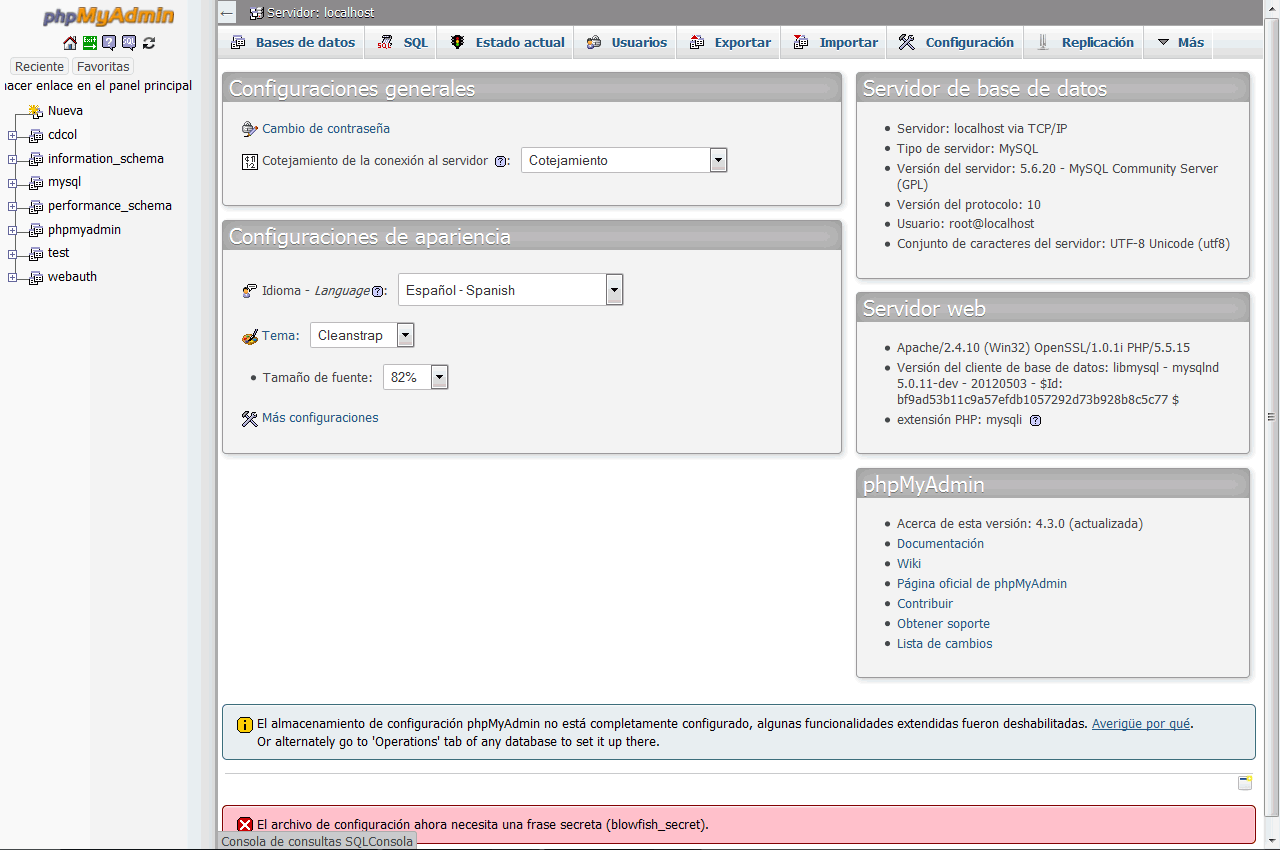 phpMyAdmin
Reciente Favoritas
nacer enlace en el panel principal
Nueva
cdcol
information_schema
mysql
performance_schema
phpmyadmin
test
webauth
Servidor: localhost
Bases de datos SQL Estado actual Usuarios Exportar Importar Configuración Replicación Más
Configuraciones generales
Cambio de contraseña
Cotejamiento de la conexión al servidor : Cotejamiento
Configuraciones de apariencia
Idioma - Language: Español - Spanish
Tema: Cleanstrap
Tamaño de fuente: 82%
Más configuraciones
Servidor de base de datos
Servidor: localhost via TCP/IP
Tipo de servidor: MySQL
Versión del servidor: 5.6.20 - MySQL Community Server
(GPL)
Versión del protocolo: 10
Usuario: root@localhost
Conjunto de caracteres del servidor: UTF-8 Unicode (utf8)
Servidor web
Apache/2.4.10 (Win32) OpenSSL/1.0.1i PHP/5.5.15
Versión del cliente de base de datos: libmysql - mysqlnd
5.0.11-dev - 20120503 - $Id:
bf9ad53b11c9a57efdb1057292d73b928b8c5c77 $
extensión PHP: mysqli
phpMyAdmin
Acerca de esta versión: 4.3.0 (actualizada)
Documentación
Wiki
Página oficial de phpMyAdmin
Contribuir
Obtener soporte
Lista de cambios
El almacenamiento de configuración phpMyAdmin no está completamente configurado, algunas funcionalidades extendidas fueron deshabilitadas. Averigüe por qué.
Or alternately go to 'Operations' tab of any database to set it up there.
El archivo de configuración ahora necesita una frase secreta (blowfish_secret).
Consola de consultas SQLConsola